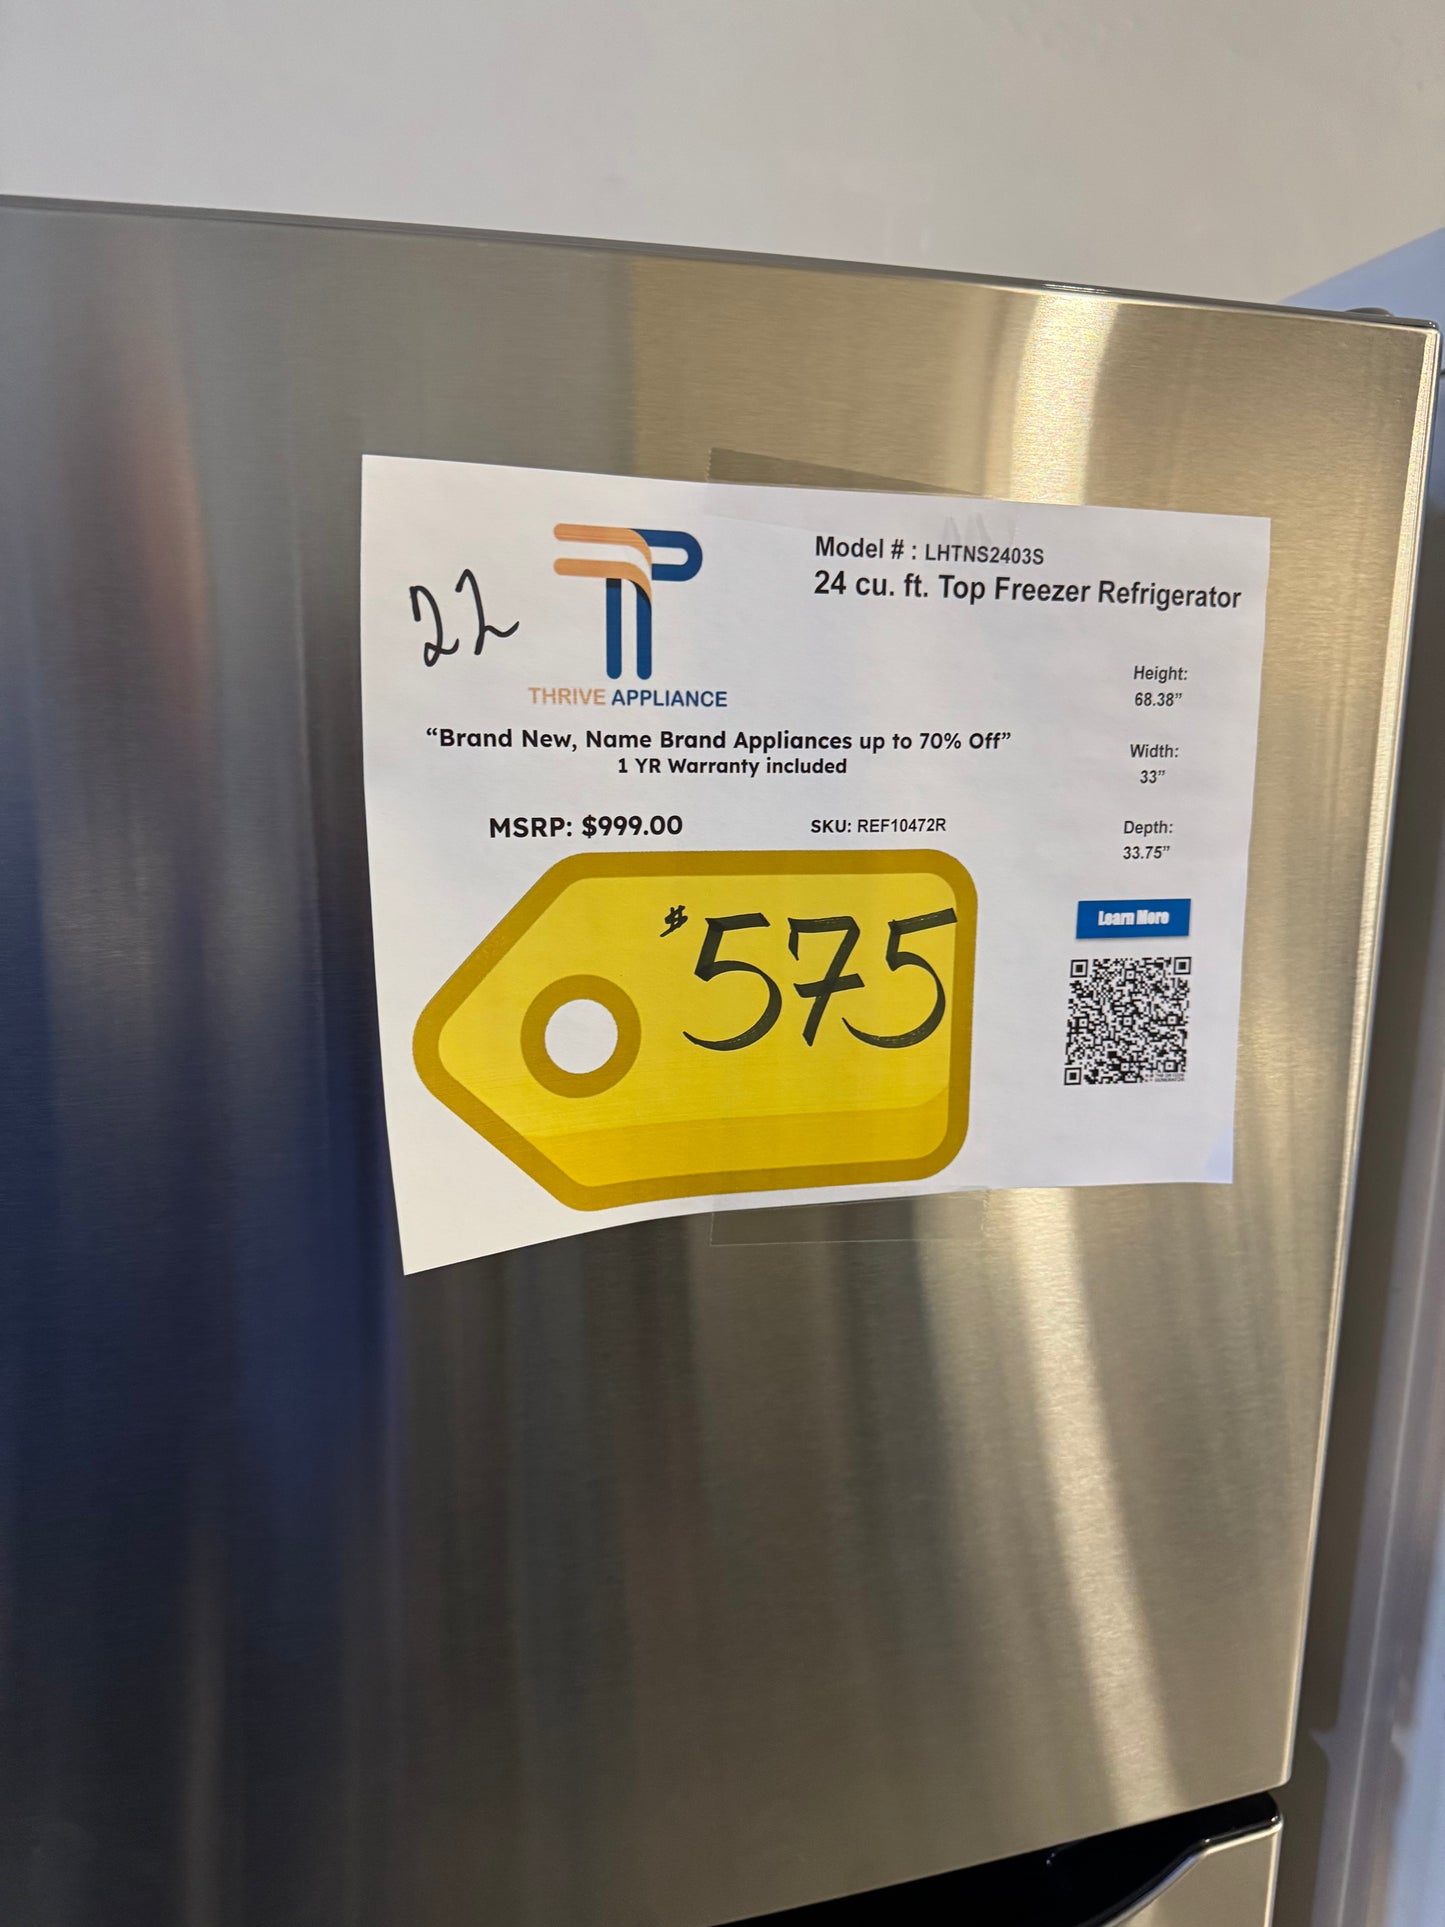 22
THRIVE APPLIANCE
“Brand New, Name Brand Appliances up to 70% Off”
1 YR Warranty included
MSRP: $999.00
SKU: REF10472R
$575
Model # : LHTNS2403S
24 cu. ft. Top Freezer Refrigerator
Height:
68.38”
Width:
33”
Depth:
33.75”
Learn More